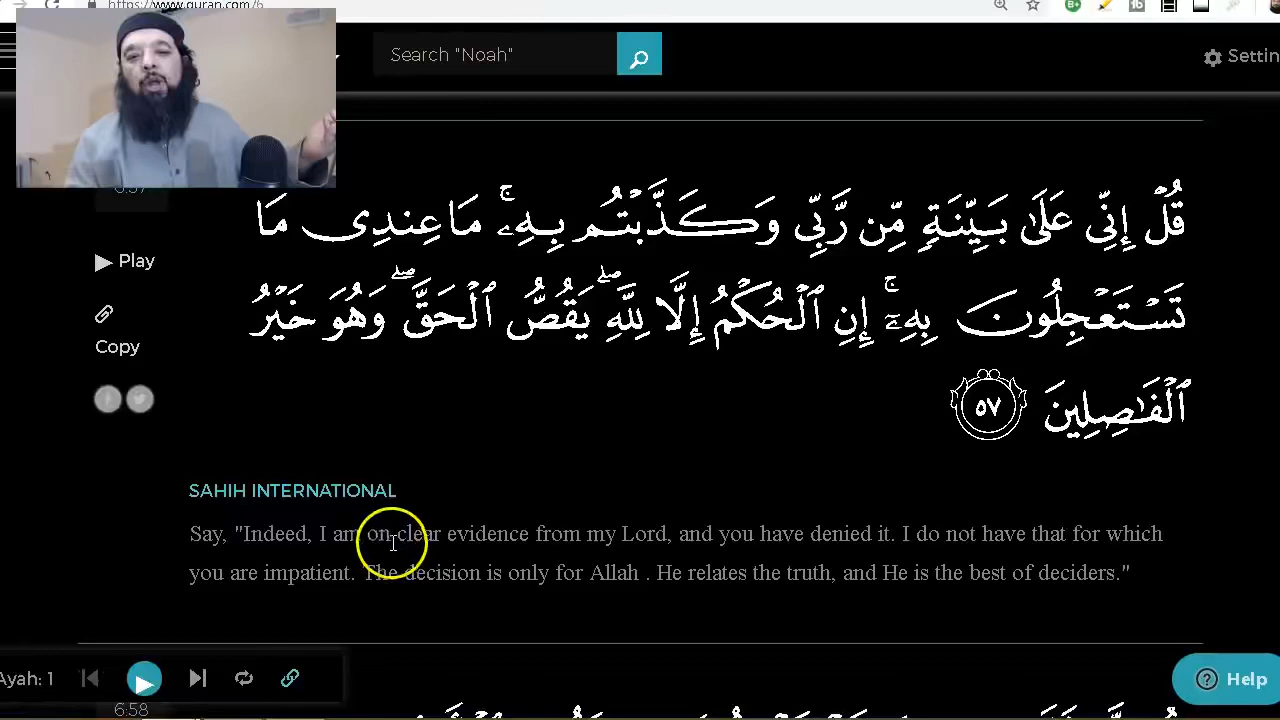 https://www.quran.com/6
Search "Noah"
Settin
6:57
قُلْ إِنِّى عَلَىٰ بَيِّنَةٍ مِّن رَّبِّى وَكَذَّبْتُم بِهِۦ ۚ مَا عِندِى مَا
تَسْتَعْجِلُونَ بِهِۦٓ ۚ إِنِ ٱلْحُكْمُ إِلَّا لِلَّهِ ۖ يَقُصُّ ٱلْحَقَّ ۖ وَهُوَ خَيْرُ
ٱلْفَـٰصِلِينَ ٥٧
Play
Copy
SAHIH INTERNATIONAL
Say, "Indeed, I am on clear evidence from my Lord, and you have denied it. I do not have that for which
you are impatient. The decision is only for Allah . He relates the truth, and He is the best of deciders."
Ayah: 1
Help
6:58